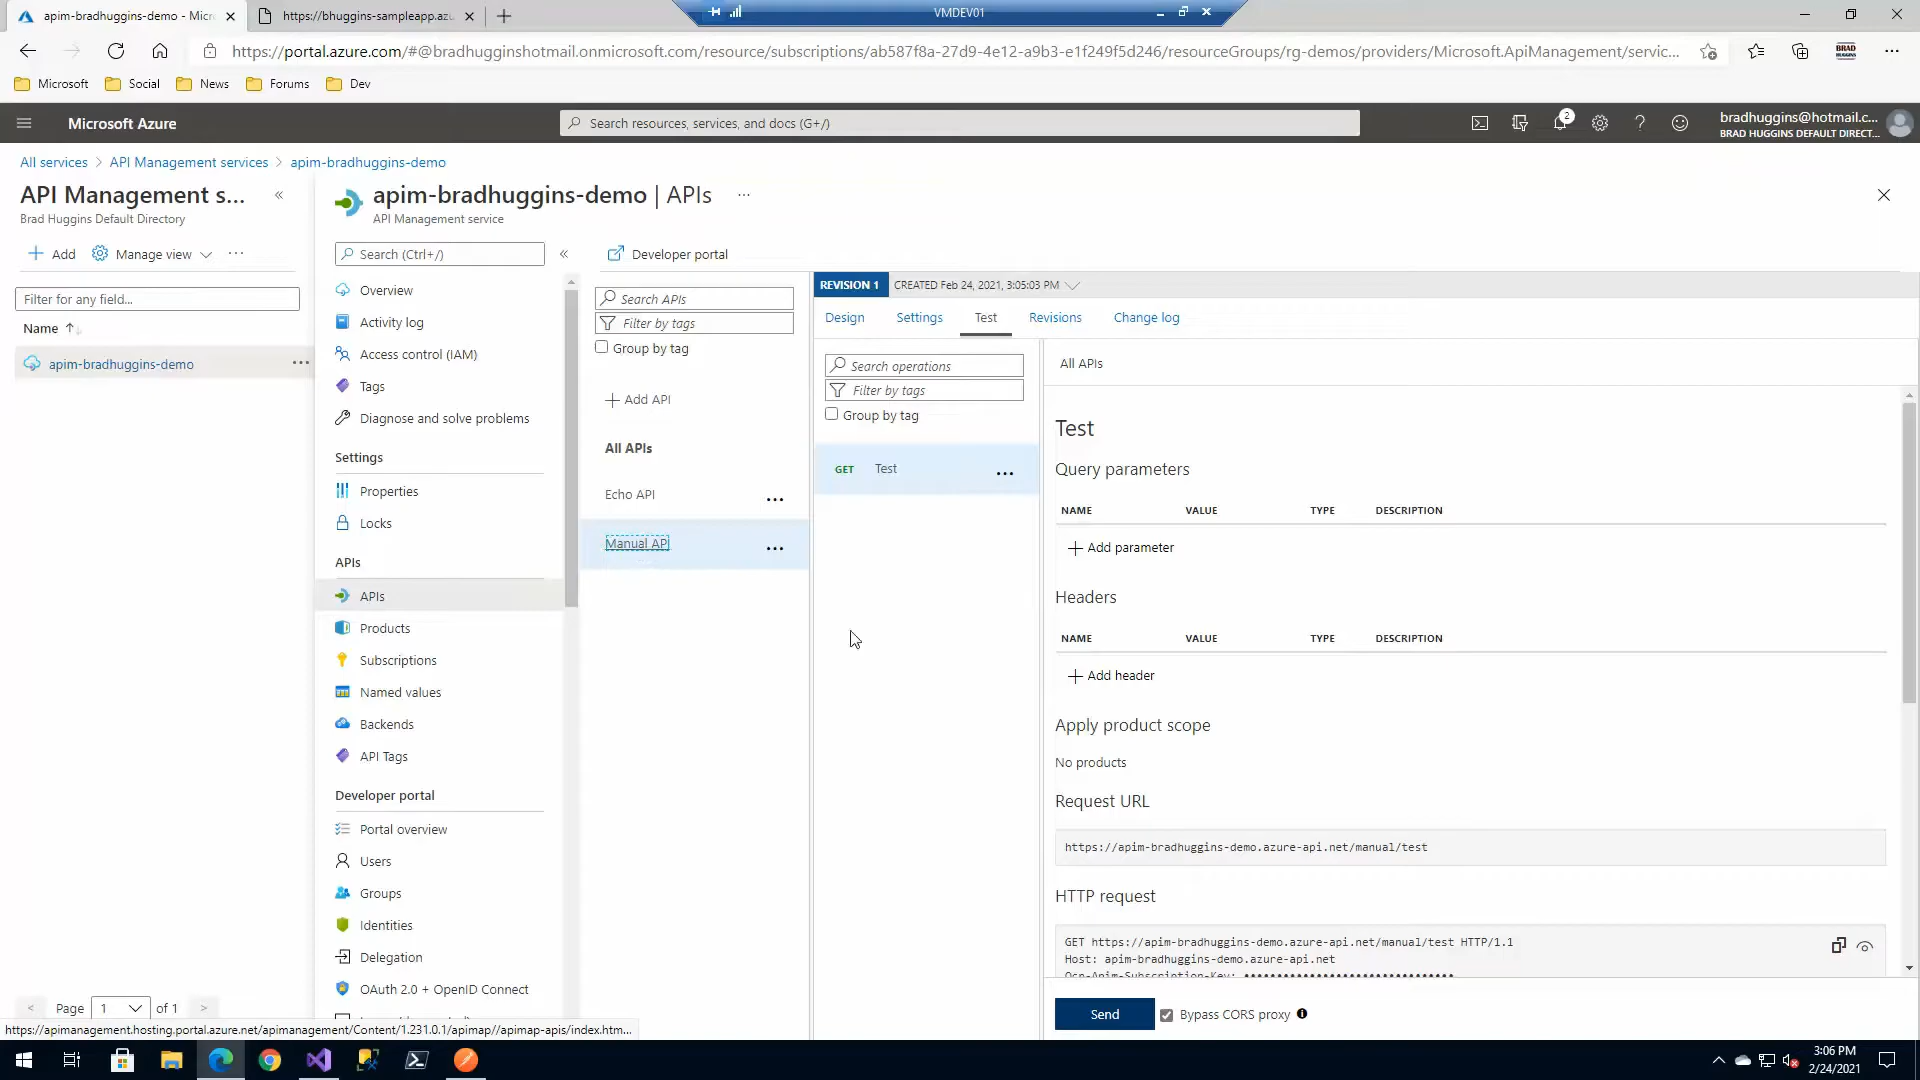 apim-bradhuggins-demo - Micr
https://bhuggins-sampleapp.azu
VMDEV01
https://portal.azure.com/#@bradhugginshotmail.onmicrosoft.com/resource/subscriptions/ab587f8a-27d9-4e12-a9b3-e1f249f5d246/resourceGroups/rg-demos/providers/Microsoft.ApiManagement/servic...
BRAD
HUGGINS
Microsoft
Social
News
Forums
Dev
Microsoft Azure
Search resources, services, and docs (G+/)
2
bradhuggins@hotmail.c...
BRAD HUGGINS DEFAULT DIRECT...
All services > API Management services > apim-bradhuggins-demo
API Management s...
Brad Huggins Default Directory
Add
Manage view
Filter for any field...
Name
apim-bradhuggins-demo
Page 1 of 1
apim-bradhuggins-demo | APIs
API Management service
Search (Ctrl+/)
Overview
Activity log
Access control (IAM)
Tags
Diagnose and solve problems
Settings
Properties
Locks
APIs
APIs
Products
Subscriptions
Named values
Backends
API Tags
Developer portal
Portal overview
Users
Groups
Identities
Delegation
OAuth 2.0 + OpenID Connect
Developer portal
Search APIs
Filter by tags
Group by tag
Add API
All APIs
Echo API
Manual API
REVISION 1
CREATED Feb 24, 2021, 3:05:03 PM
Design
Settings
Test
Revisions
Change log
Search operations
Filter by tags
Group by tag
GET Test
All APIs
Test
Query parameters
NAME VALUE TYPE DESCRIPTION
Add parameter
Headers
NAME VALUE TYPE DESCRIPTION
Add header
Apply product scope
No products
Request URL
https://apim-bradhuggins-demo.azure-api.net/manual/test
HTTP request
GET https://apim-bradhuggins-demo.azure-api.net/manual/test HTTP/1.1
Host: apim-bradhuggins-demo.azure-api.net
Ocp-Apim-Subscription-Key: ••••••••••••••••••••••••••••••••
Send
Bypass CORS proxy
https://apimanagement.hosting.portal.azure.net/apimanagement/Content/1.231.0.1/apimap//apimap-apis/index.htm...
3:06 PM
2/24/2021